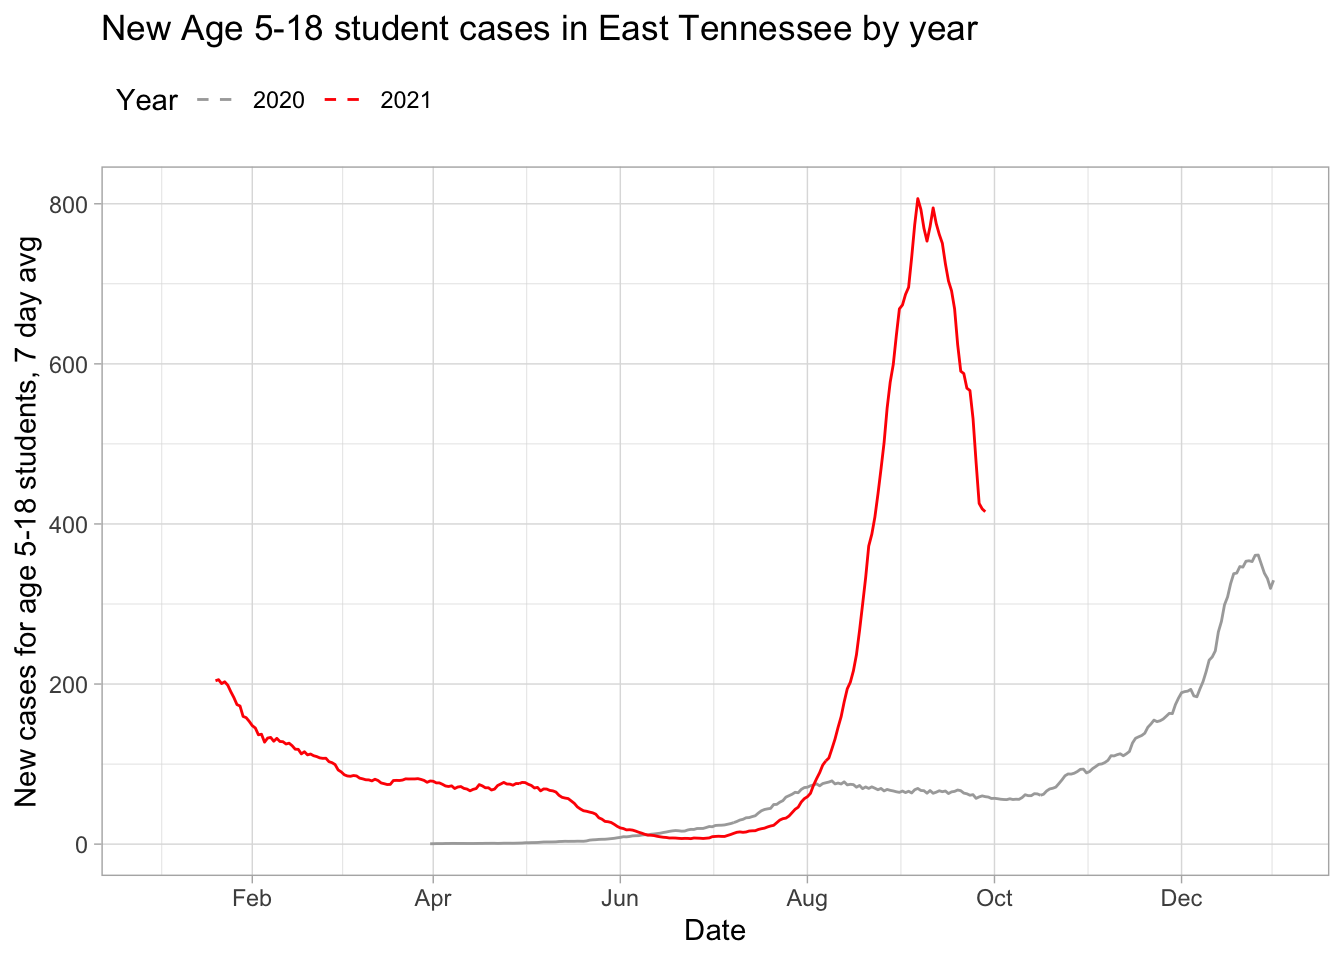 New Age 5-18 student cases in East Tennessee by year
Year 2020 2021
New cases for age 5-18 students, 7 day avg
800
600
400
200
0
Feb Apr Jun Aug Oct Dec
Date